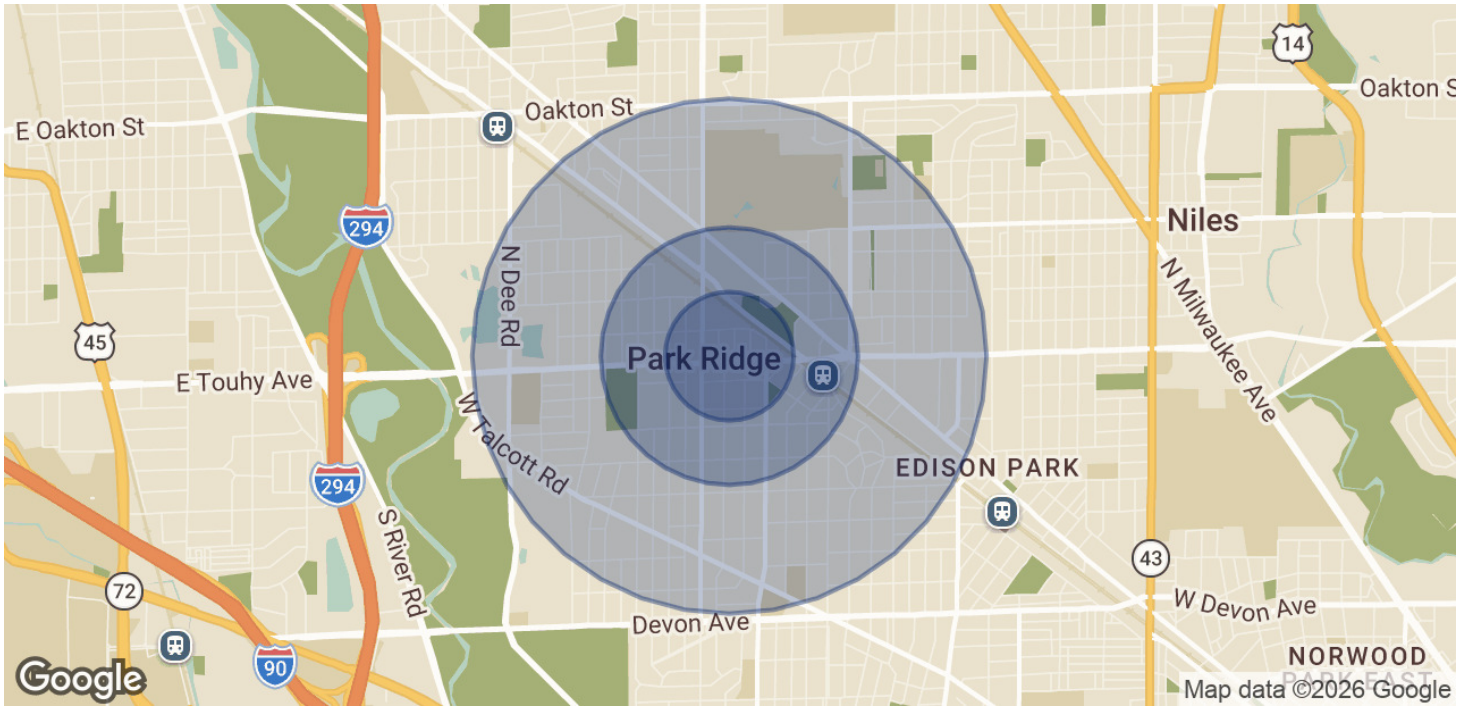 14
Oakton St
Oakton S
E Oakton St
294
Niles
N Dee Rd
45
N Milwaukee Ave
Park Ridge
E Touhy Ave
W Talcott Rd
EDISON PARK
294
S River Rd
43
72
W Devon Ave
Devon Ave
90
NORWOOD
PARK EAST
Google
Map data ©2026 Google